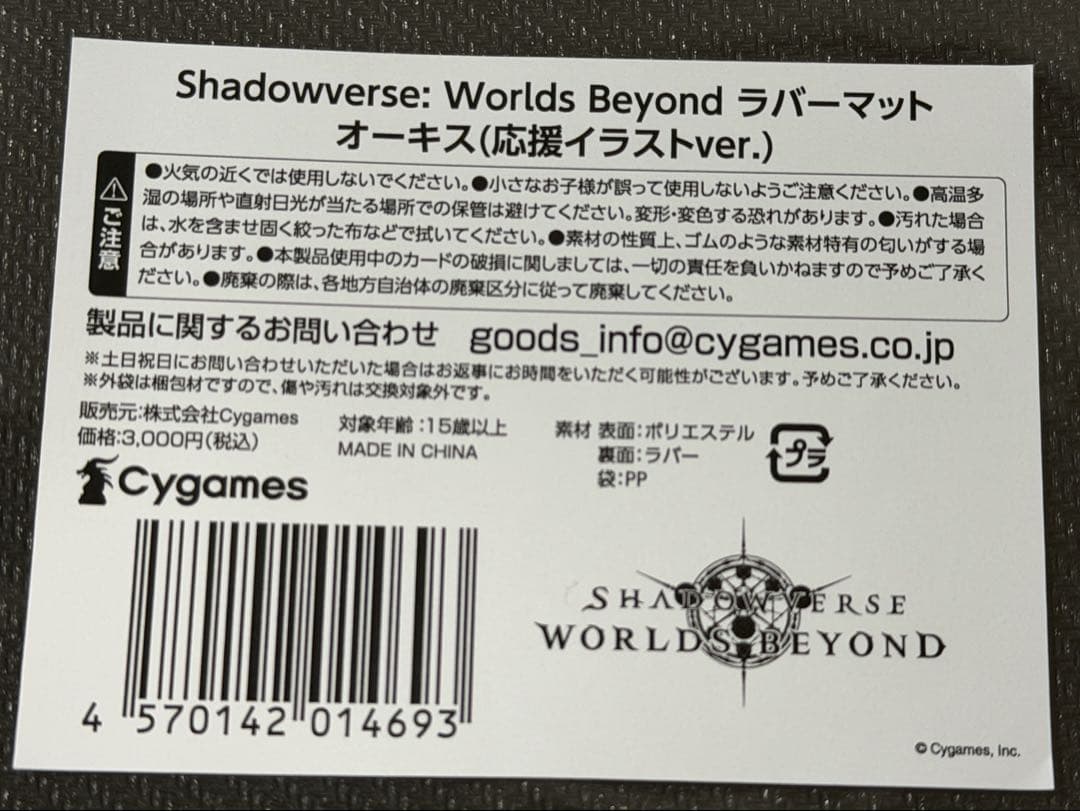 Shadowverse: Worlds Beyond ラバーマット
オーキス(応援イラストver.)
⚠ご注意
●火気の近くでは使用しないでください。●小さなお子様が誤って使用しないようご注意ください。●高温多
湿の場所や直射日光が当たる場所での保管は避けてください。変形・変色する恐れがあります。●汚れた場合
は、水を含ませ固く絞った布などで拭いてください。●素材の性質上、ゴムのような素材特有の匂いがする場
合があります。●本製品使用中のカードの破損に関しましては、一切の責任を負いかねますので予めご了承く
ださい。●廃棄の際は、各地方自治体の廃棄区分に従って廃棄してください。
製品に関するお問い合わせ goods_info@cygames.co.jp
※土日祝日にお問い合わせいただいた場合はお返事にお時間をいただく可能性がございます。予めご了承ください。
※外袋は梱包材ですので、傷や汚れは交換対象外です。
販売元:株式会社Cygames 対象年齢:15歳以上 素材 表面:ポリエステル
価格:3,000円(税込) MADE IN CHINA 裏面:ラバー
袋:PP
プラ
Cygames
SHADOWVERSE
WORLDS BEYOND
4 570142 014693
© Cygames, Inc.